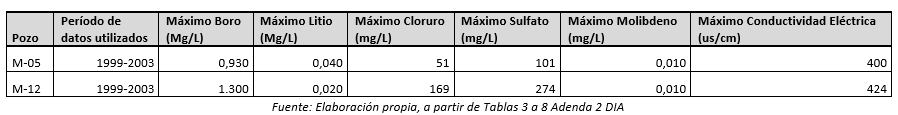 Pozo Período de datos utilizados Máximo Boro (Mg/L) Máximo Litio (Mg/L) Máximo Cloruro (mg/L) Máximo Sulfato (mg/L) Máximo Molibdeno (mg/L) Máximo Conductividad Eléctrica (us/cm)
M-05 1999-2003 0,930 0,040 51 101 0,010 400
M-12 1999-2003 1.300 0,020 169 274 0,010 424
Fuente: Elaboración propia, a partir de Tablas 3 a 8 Adenda 2 DIA